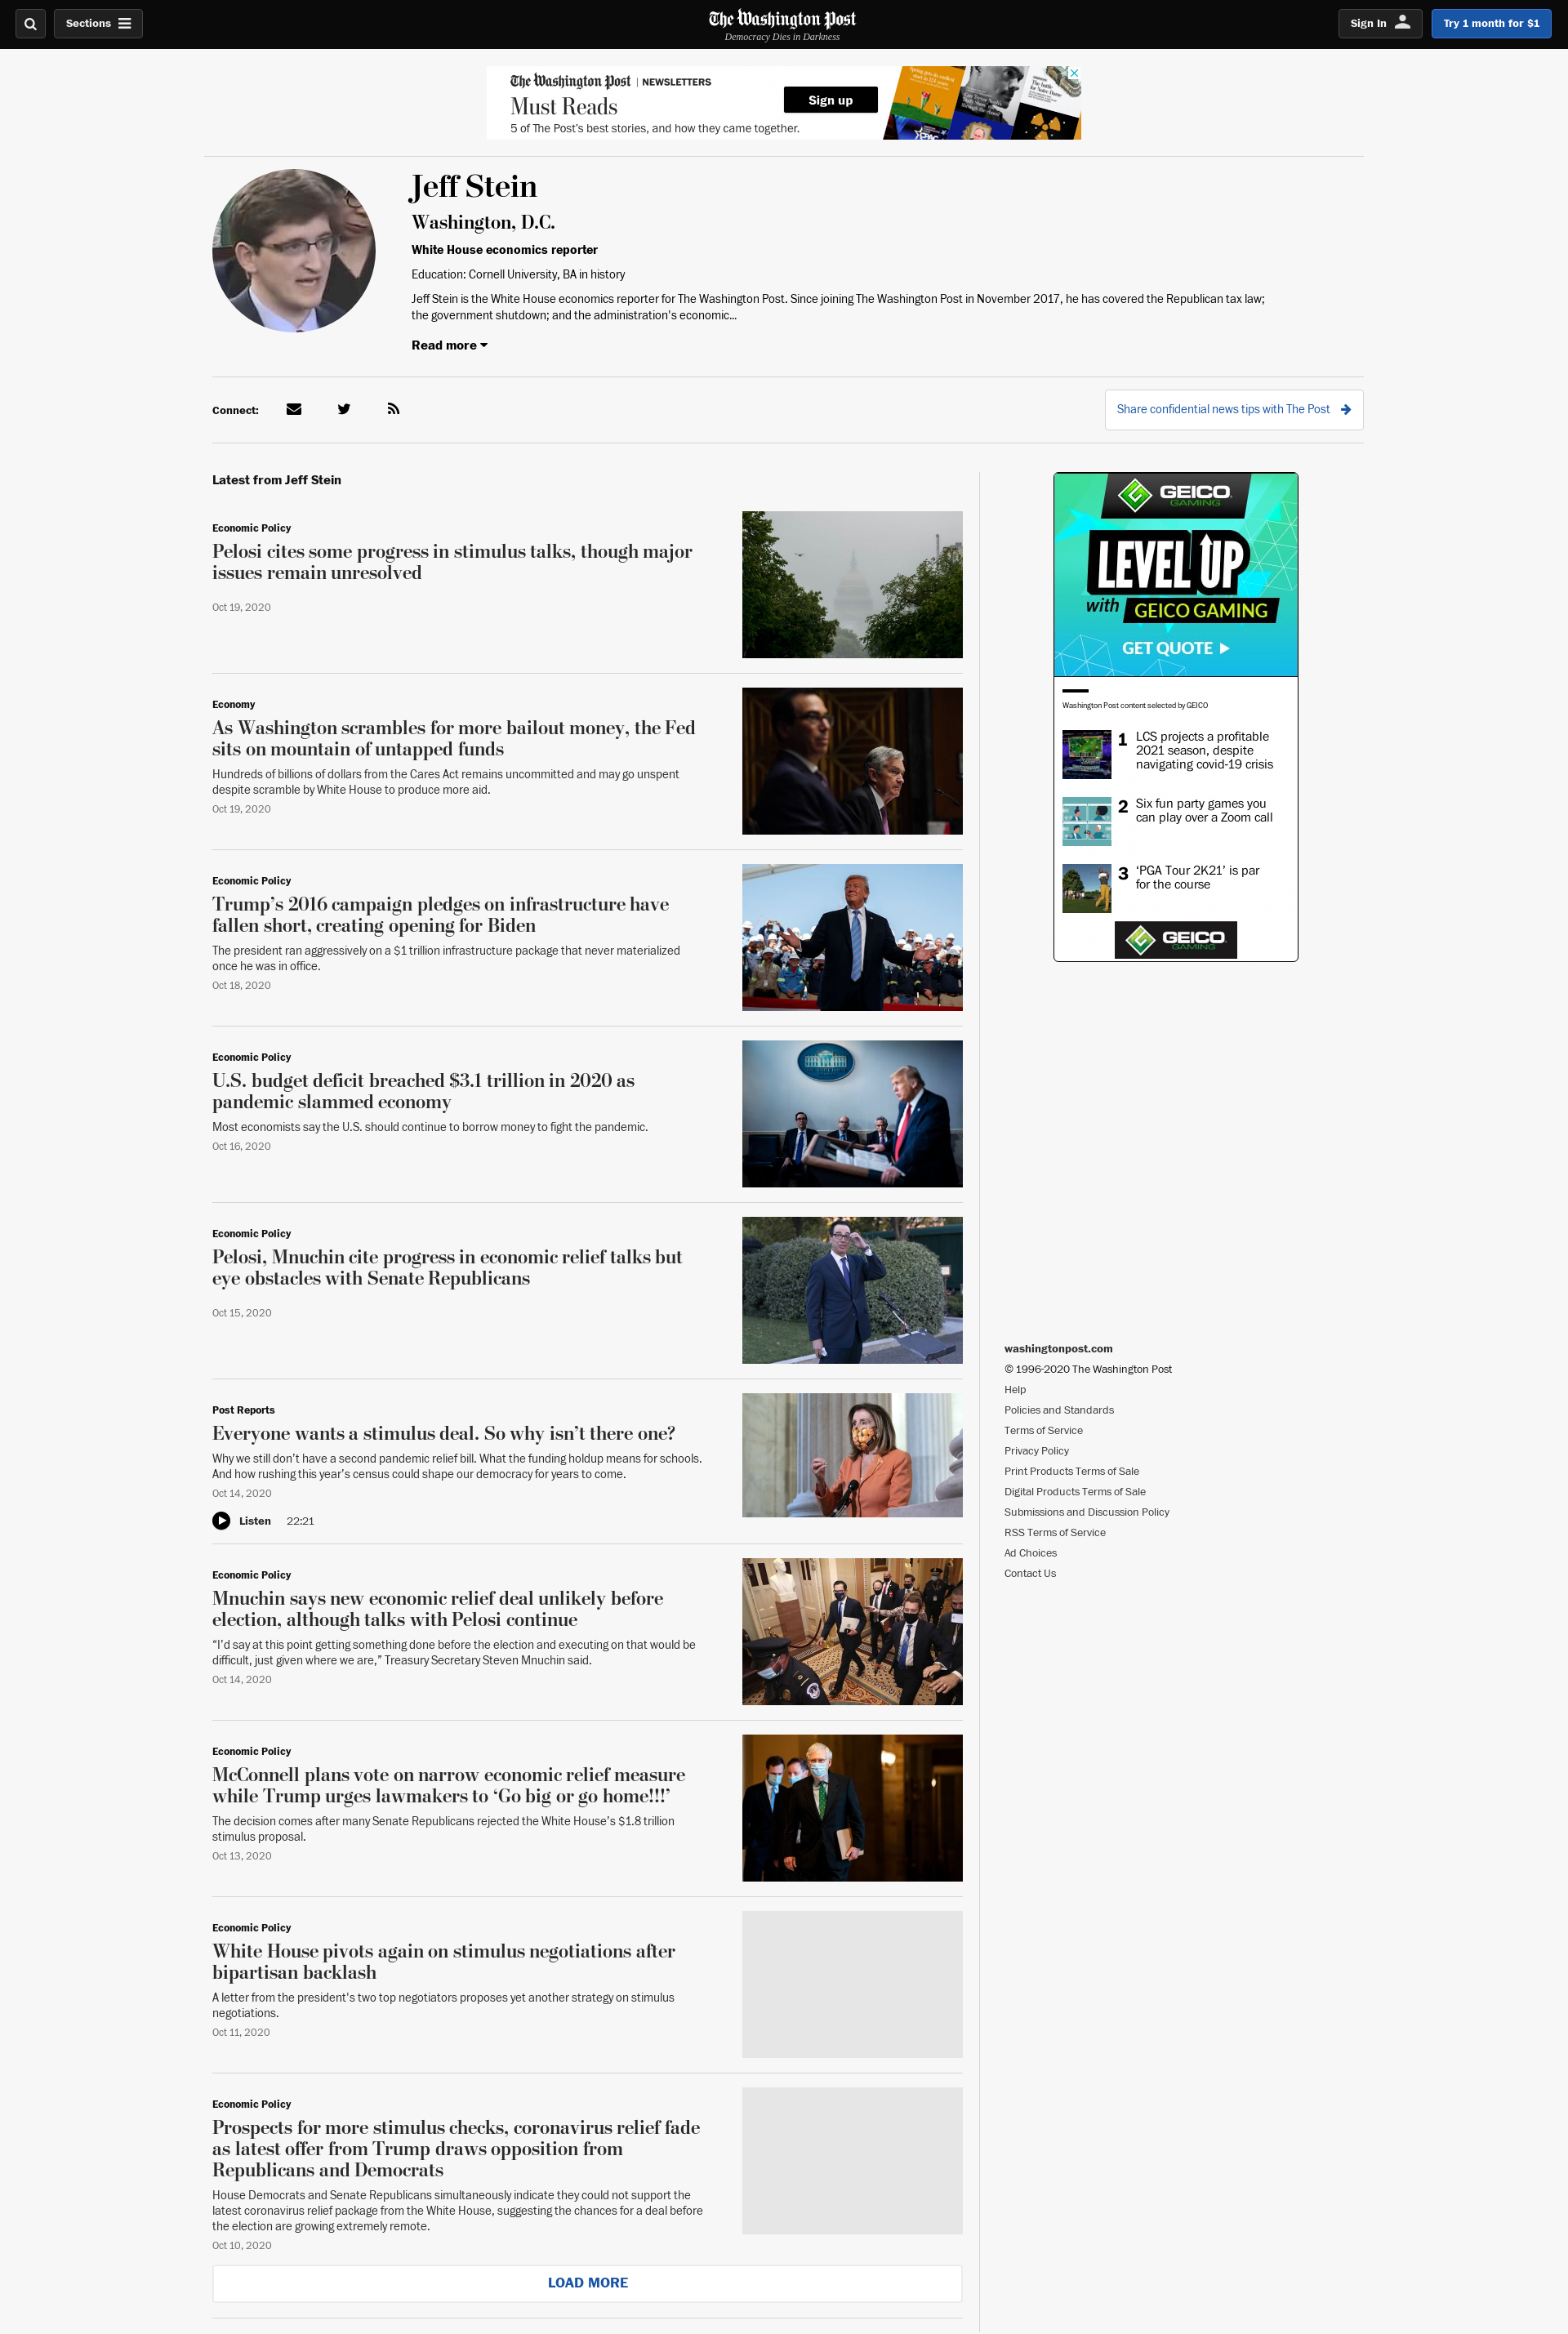 Sections
The Washington Post
Democracy Dies in Darkness
Sign In
Try 1 month for $1
The Washington Post | NEWSLETTERS
Must Reads
5 of The Post's best stories, and how they came together.
Sign up
Jeff Stein
Washington, D.C.
White House economics reporter
Education: Cornell University, BA in history
Jeff Stein is the White House economics reporter for The Washington Post. Since joining The Washington Post in November 2017, he has covered the Republican tax law;
the government shutdown; and the administration's economic...
Read more
Connect:
Share confidential news tips with The Post
Latest from Jeff Stein
Economic Policy
Pelosi cites some progress in stimulus talks, though major
issues remain unresolved
Oct 19, 2020
Economy
As Washington scrambles for more bailout money, the Fed
sits on mountain of untapped funds
Hundreds of billions of dollars from the Cares Act remains uncommitted and may go unspent
despite scramble by White House to produce more aid.
Oct 19, 2020
Economic Policy
Trump’s 2016 campaign pledges on infrastructure have
fallen short, creating opening for Biden
The president ran aggressively on a $1 trillion infrastructure package that never materialized
once he was in office.
Oct 18, 2020
Economic Policy
U.S. budget deficit breached $3.1 trillion in 2020 as
pandemic slammed economy
Most economists say the U.S. should continue to borrow money to fight the pandemic.
Oct 16, 2020
Economic Policy
Pelosi, Mnuchin cite progress in economic relief talks but
eye obstacles with Senate Republicans
Oct 15, 2020
Post Reports
Everyone wants a stimulus deal. So why isn’t there one?
Why we still don’t have a second pandemic relief bill. What the funding holdup means for schools.
And how rushing this year’s census could shape our democracy for years to come.
Oct 14, 2020
Listen 22:21
Economic Policy
Mnuchin says new economic relief deal unlikely before
election, although talks with Pelosi continue
“I’d say at this point getting something done before the election and executing on that would be
difficult, just given where we are,” Treasury Secretary Steven Mnuchin said.
Oct 14, 2020
Economic Policy
McConnell plans vote on narrow economic relief measure
while Trump urges lawmakers to ‘Go big or go home!!!’
The decision comes after many Senate Republicans rejected the White House’s $1.8 trillion
stimulus proposal.
Oct 13, 2020
Economic Policy
White House pivots again on stimulus negotiations after
bipartisan backlash
A letter from the president's two top negotiators proposes yet another strategy on stimulus
negotiations.
Oct 11, 2020
Economic Policy
Prospects for more stimulus checks, coronavirus relief fade
as latest offer from Trump draws opposition from
Republicans and Democrats
House Democrats and Senate Republicans simultaneously indicate they could not support the
latest coronavirus relief package from the White House, suggesting the chances for a deal before
the election are growing extremely remote.
Oct 10, 2020
LOAD MORE
GEICO
GAMING
LEVEL UP
with GEICO GAMING
GET QUOTE
Washington Post content selected by GEICO
1 LCS projects a profitable
2021 season, despite
navigating covid-19 crisis
2 Six fun party games you
can play over a Zoom call
3 ‘PGA Tour 2K21’ is par
for the course
GEICO
GAMING
washingtonpost.com
© 1996-2020 The Washington Post
Help
Policies and Standards
Terms of Service
Privacy Policy
Print Products Terms of Sale
Digital Products Terms of Sale
Submissions and Discussion Policy
RSS Terms of Service
Ad Choices
Contact Us